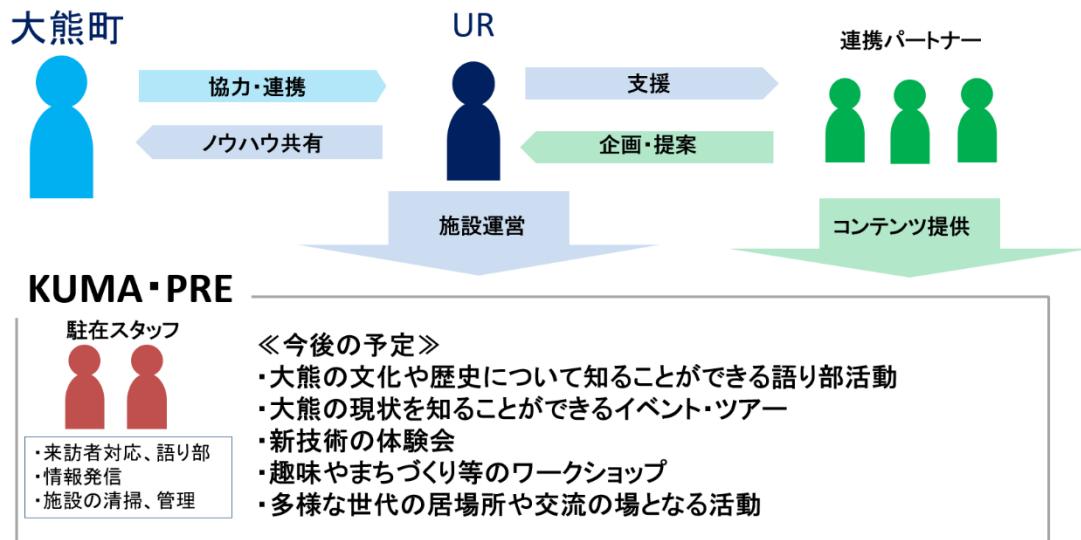 大熊町
UR
連携パートナー
協力・連携
ノウハウ共有
支援
企画・提案
施設運営
コンテンツ提供
KUMA・PRE
駐在スタッフ
・来訪者対応、語り部
・情報発信
・施設の清掃、管理
≪今後の予定≫
・大熊の文化や歴史について知ることができる語り部活動
・大熊の現状を知ることができるイベント・ツアー
・新技術の体験会
・趣味やまちづくり等のワークショップ
・多様な世代の居場所や交流の場となる活動